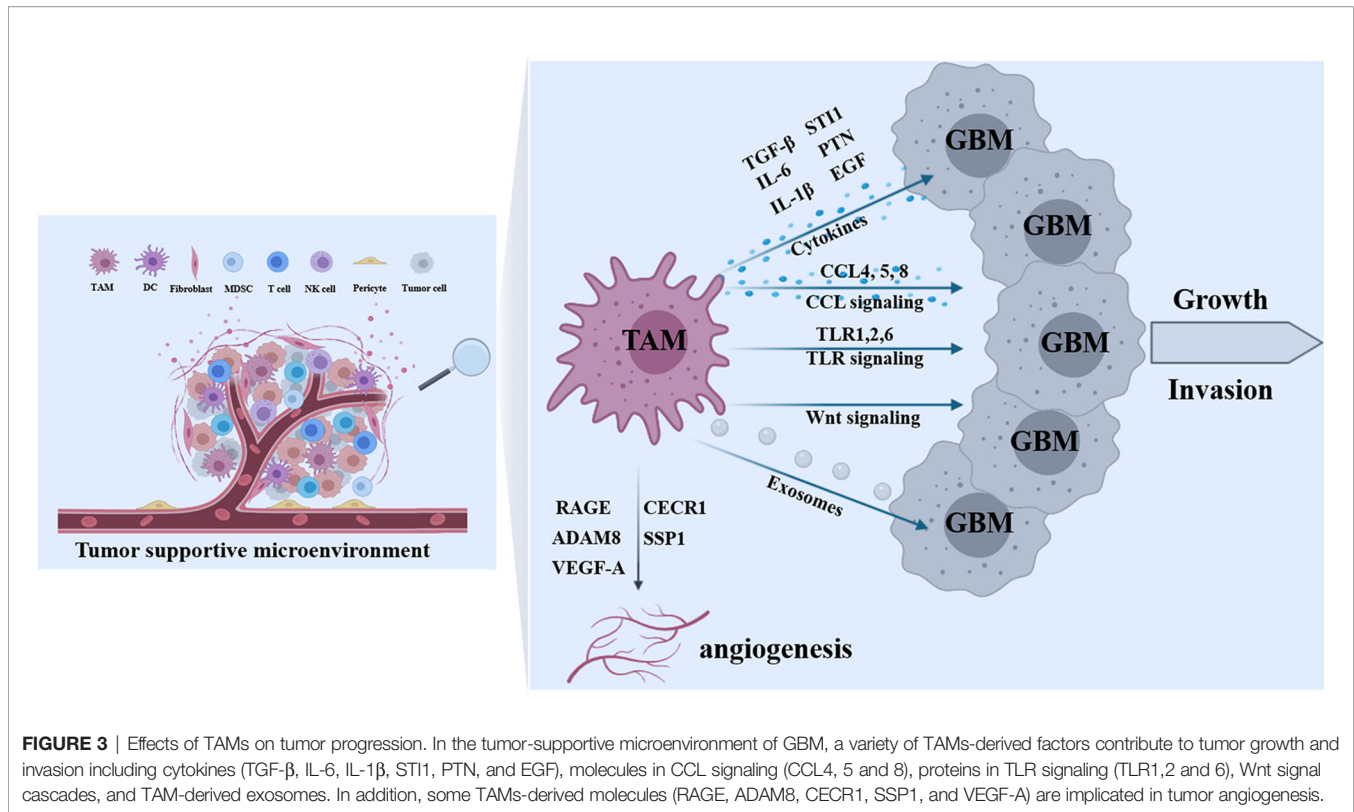 TAM DC Fibroblast MDSC T cell NK cell Pericyte Tumor cell
Tumor supportive microenvironment
TGF-β STI1
IL-6 PTN
IL-1β EGF
Cytokines
CCL4, 5, 8
CCL signaling
TLR1,2,6
TLR signaling
Wnt signaling
Exosomes
TAM
GBM
GBM
GBM
GBM
GBM
Growth
Invasion
RAGE CECR1
ADAM8 SSP1
VEGF-A
angiogenesis
FIGURE 3 | Effects of TAMs on tumor progression. In the tumor-supportive microenvironment of GBM, a variety of TAMs-derived factors contribute to tumor growth and
invasion including cytokines (TGF-β, IL-6, IL-1β, STI1, PTN, and EGF), molecules in CCL signaling (CCL4, 5 and 8), proteins in TLR signaling (TLR1,2 and 6), Wnt signal
cascades, and TAM-derived exosomes. In addition, some TAMs-derived molecules (RAGE, ADAM8, CECR1, SSP1, and VEGF-A) are implicated in tumor angiogenesis.